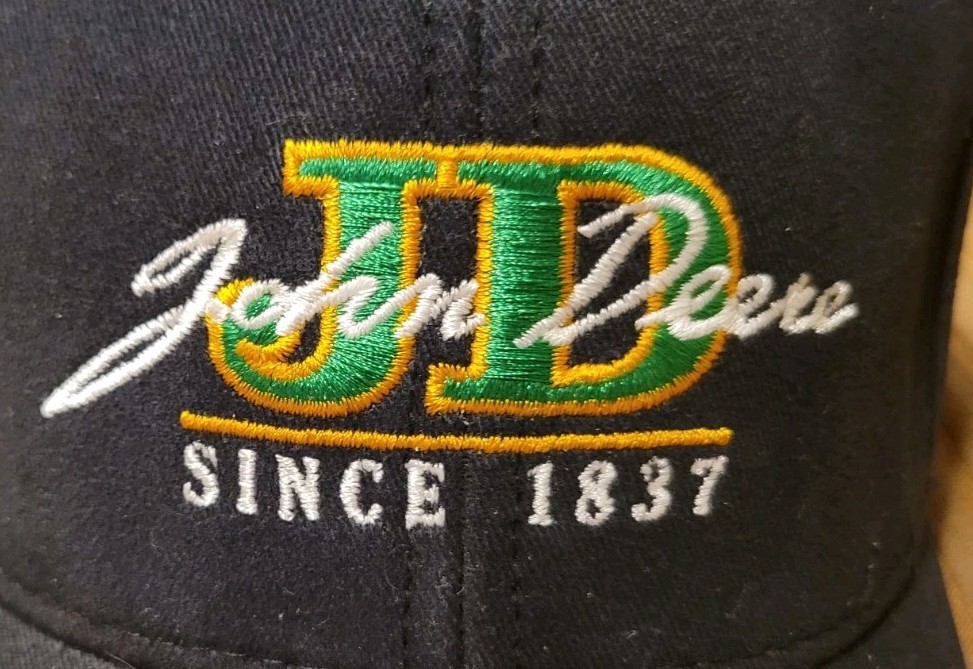 JD
John Deere
SINCE 1837